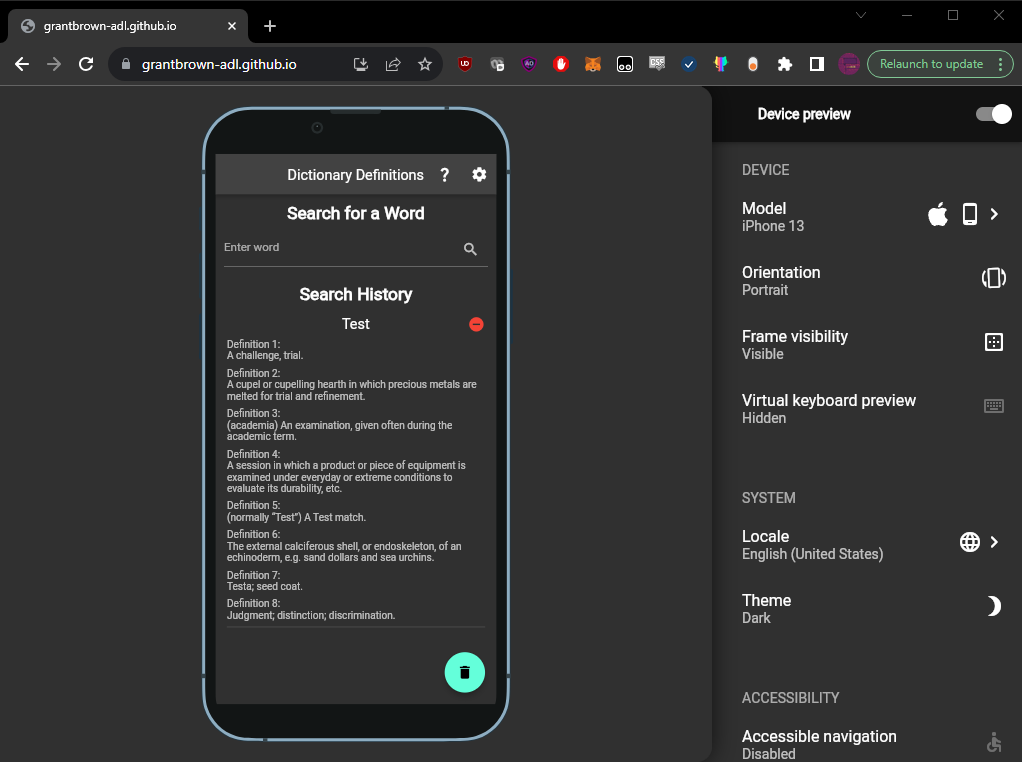 grantbrown-adl.github.io
grantbrown-adl.github.io
Relaunch to update
Dictionary Definitions ?
Search for a Word
Enter word
Search History
Test
Definition 1:
A challenge, trial.
Definition 2:
A cupel or cupelling hearth in which precious metals are
melted for trial and refinement.
Definition 3:
(academia) An examination, given often during the
academic term.
Definition 4:
A session in which a product or piece of equipment is
examined under everyday or extreme conditions to
evaluate its durability, etc.
Definition 5:
(normally “Test”) A Test match.
Definition 6:
The external calciferous shell, or endoskeleton, of an
echinoderm, e.g. sand dollars and sea urchins.
Definition 7:
Testa; seed coat.
Definition 8:
Judgment; distinction; discrimination.
Device preview
DEVICE
Model
iPhone 13
Orientation
Portrait
Frame visibility
Visible
Virtual keyboard preview
Hidden
SYSTEM
Locale
English (United States)
Theme
Dark
ACCESSIBILITY
Accessible navigation
Disabled